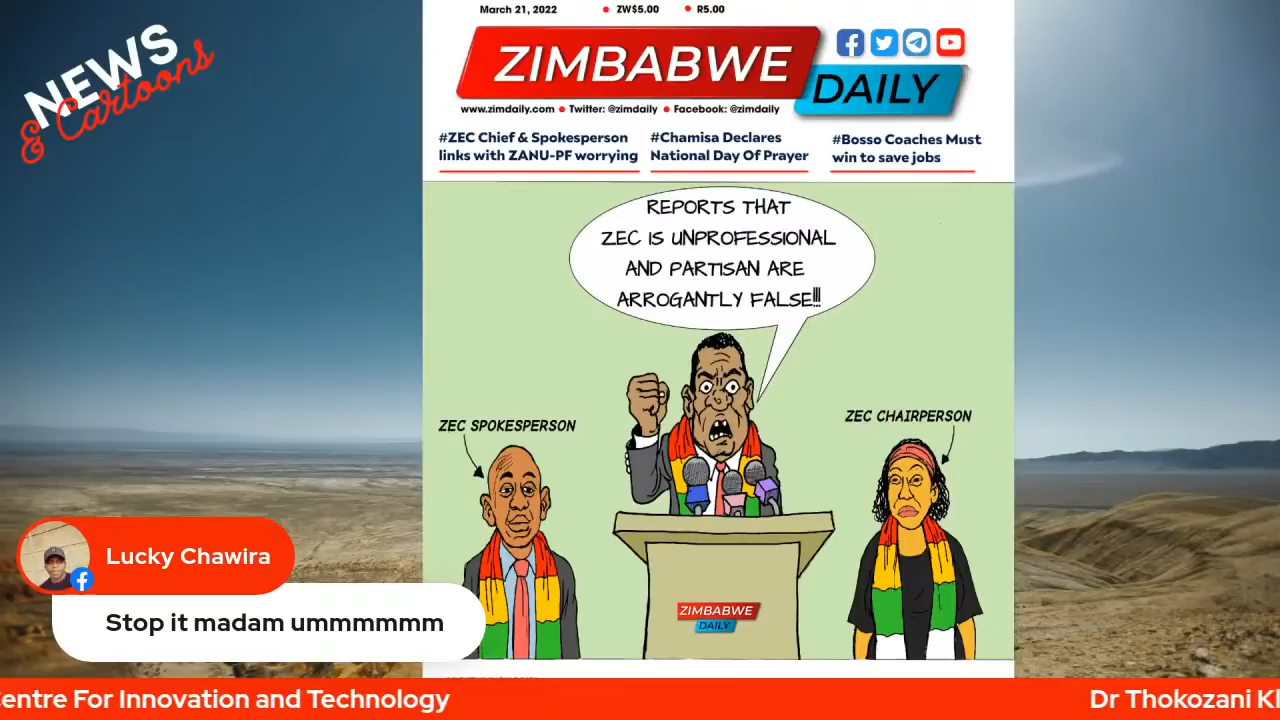 NEWS
& Cartoons
March 21, 2022 • ZW$5.00 • R5.00
ZIMBABWE
DAILY
www.zimdaily.com • Twitter: @zimdaily • Facebook: @zimdaily
#ZEC Chief & Spokesperson
links with ZANU-PF worrying
#Chamisa Declares
National Day Of Prayer
#Bosso Coaches Must
win to save jobs
REPORTS THAT
ZEC IS UNPROFESSIONAL
AND PARTISAN ARE
ARROGANTLY FALSE!!!
ZEC SPOKESPERSON
ZEC CHAIRPERSON
ZIMBABWE
DAILY
Lucky Chawira
Stop it madam ummmmmm
entre For Innovation and Technology
Dr Thokozani